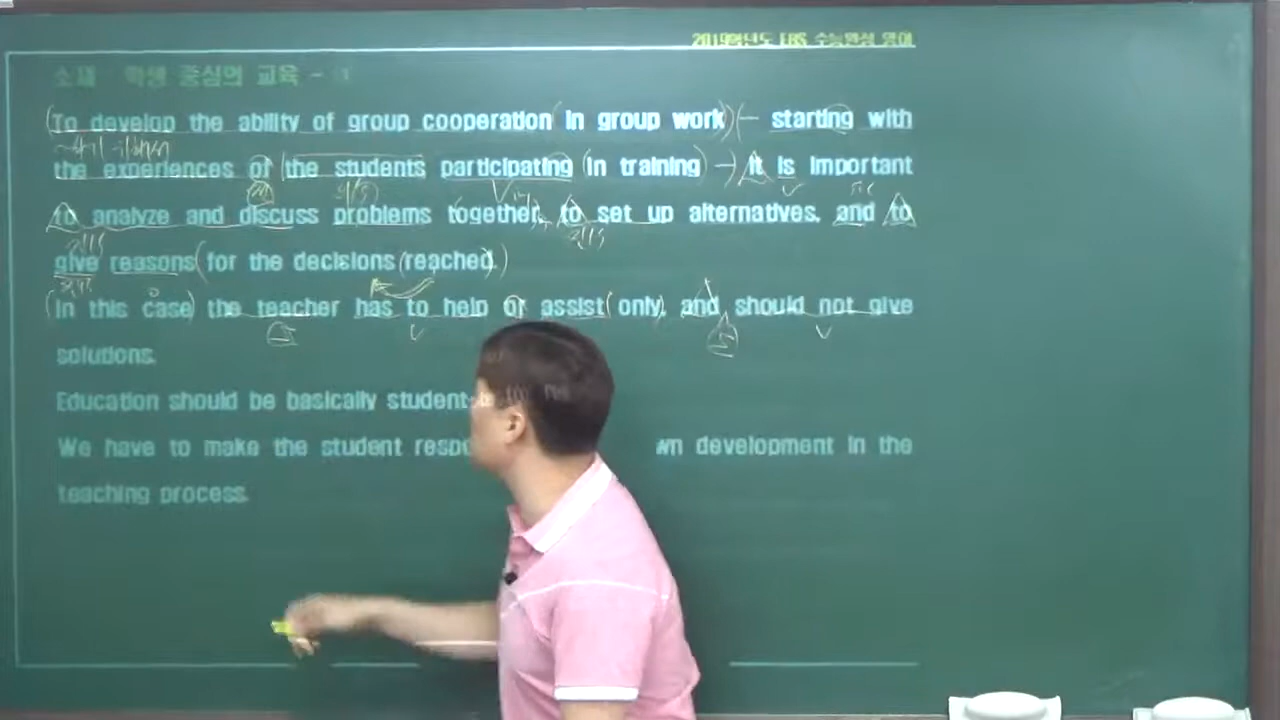 2019학년도 EBS 수능완성 영어
소재 학생 중심의 교육 -
(To develop the ability of group cooperation in group work) (- starting with
~하기 위해서
the experiences of (the students participating (in training) -) it is important
to analyze and discuss problems together, to set up alternatives, and to
give reasons (for the decisions (reached.)
(In this case) the teacher has to help or assist (only), and should not give
solutions.
Education should be basically student
We have to make the student development in the
teaching process.